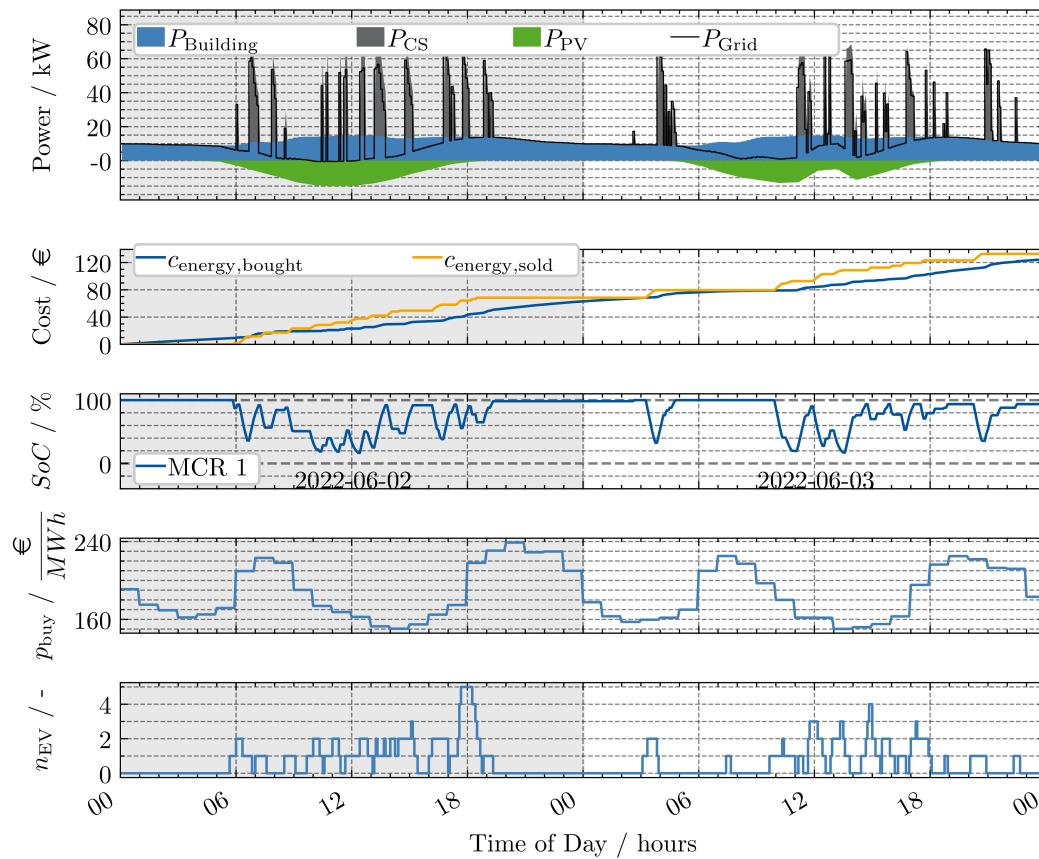 80
60
40
20
-0
Power / kW
P_Building P_CS P_PV P_Grid
120
80
40
0
Cost / €
c_energy,bought c_energy,sold
100
0
SoC / %
MCR 1
2022-06-02 2022-06-03
240
160
p_buy / € / MWh
4
2
0
n_EV / -
00 06 12 18 00 06 12 18 00
Time of Day / hours